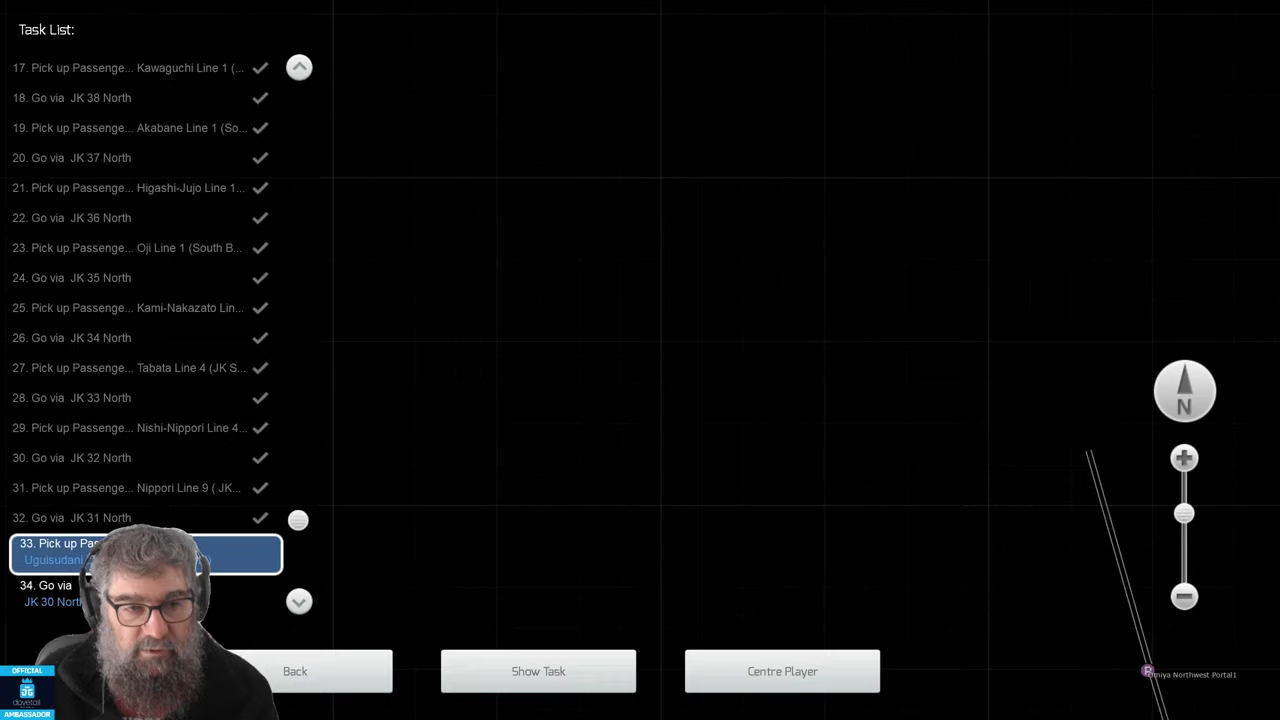 Task List:
17. Pick up Passenge... Kawaguchi Line 1 (...
18. Go via JK 38 North
19. Pick up Passenge... Akabane Line 1 (So...
20. Go via JK 37 North
21. Pick up Passenge... Higashi-Jujo Line 1...
22. Go via JK 36 North
23. Pick up Passenge... Oji Line 1 (South B...
24. Go via JK 35 North
25. Pick up Passenge... Kami-Nakazato Lin...
26. Go via JK 34 North
27. Pick up Passenge... Tabata Line 4 (JK S...
28. Go via JK 33 North
29. Pick up Passenge... Nishi-Nippori Line 4...
30. Go via JK 32 North
31. Pick up Passenge... Nippori Line 9 ( JK...
32. Go via JK 31 North
33. Pick up
Uguisudani
34. Go via
JK 30
N
Northwest Portal1
Back
Show Task
Centre Player
OFFICIAL
dovetail
AMBASSADOR